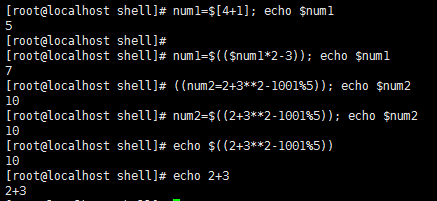 [root@localhost shell]# num1=$[4+1]; echo $num1
5
[root@localhost shell]#
[root@localhost shell]# num1=$(($num1*2-3)); echo $num1
7
[root@localhost shell]# ((num2=2+3**2-1001%5)); echo $num2
10
[root@localhost shell]# num2=$((2+3**2-1001%5)); echo $num2
10
[root@localhost shell]# echo $((2+3**2-1001%5))
10
[root@localhost shell]# echo 2+3
2+3